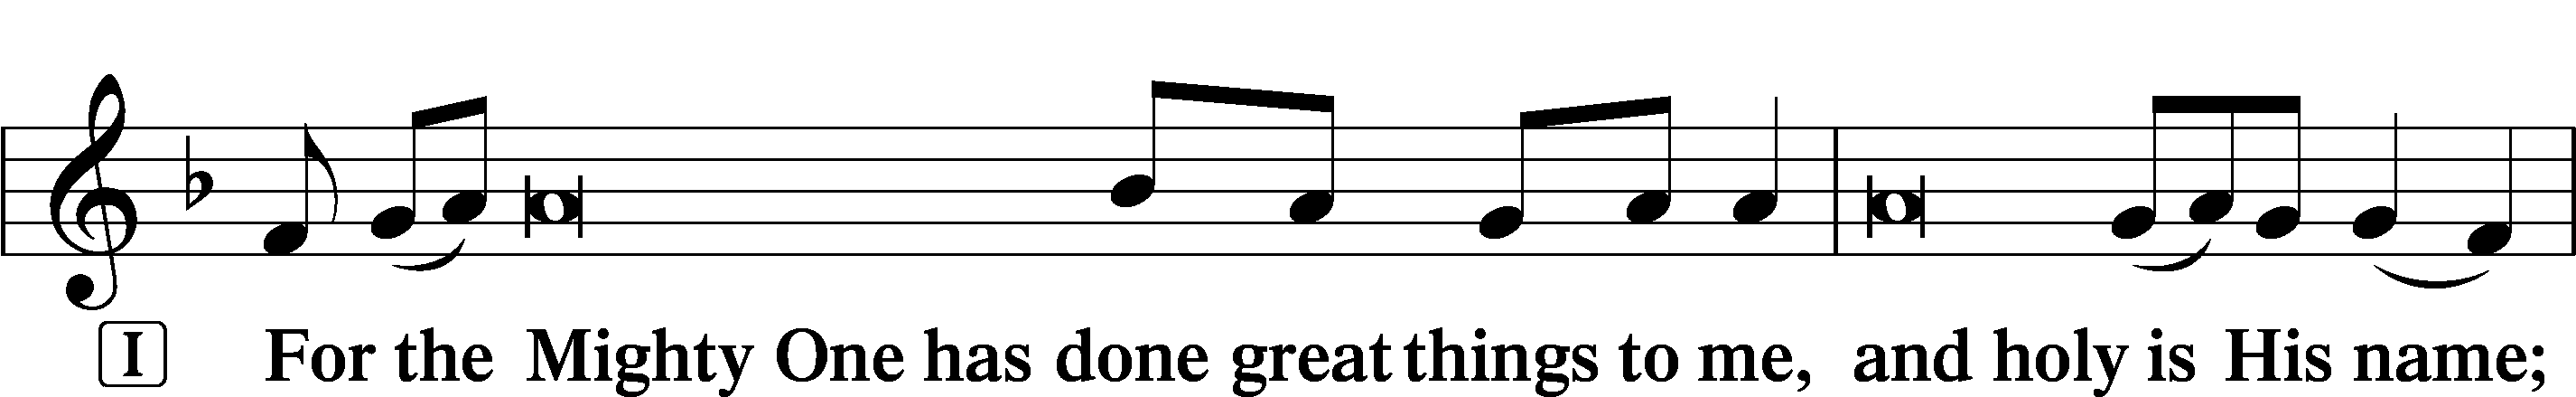 I For the Mighty One has done great things to me, and holy is His name;